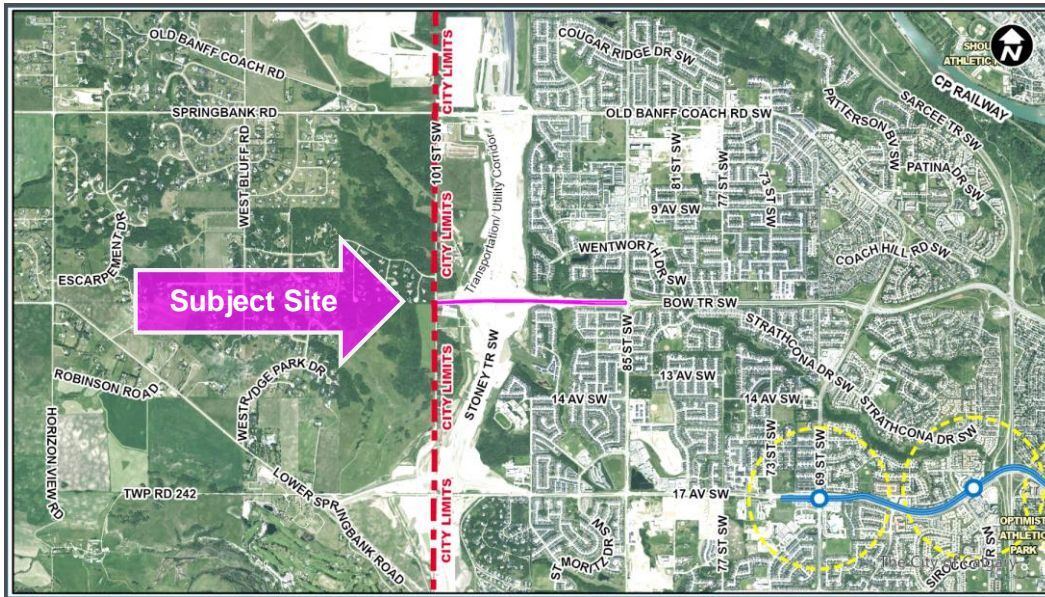 OLD BANFF COACH RD
COUGAR RIDGE DR SW
N
CITY LIMITS
CP RAILWAY
SPRINGBANK RD
OLD BANFF COACH RD SW
PATTERSON BV SW
SARCEE TR SW
WEST BLUFF RD
101 ST SW
81 ST SW
77 ST SW
73 ST SW
PATINA DR SW
Transportation/ Utility Corridor
9 AV SW
CITY LIMITS
WENTWORTH DR SW
COACH HILL RD SW
ESCARPEMENT DR
Subject Site
BOW TR SW
STRATHCONA DR SW
STONEY TR SW
85 ST SW
CITY LIMITS
13 AV SW
ROBINSON ROAD
14 AV SW
14 AV SW
STRATHCONA DR SW
HORIZON VIEW RD
73 ST SW
69 ST SW
TWP RD 242
LOWER SPRINGBANK ROAD
CITY LIMITS
17 AV SW
77 ST SW
ST MORITZ DR SW
OPTIMIST
ATHLETIC
PARK
The City of Calgary